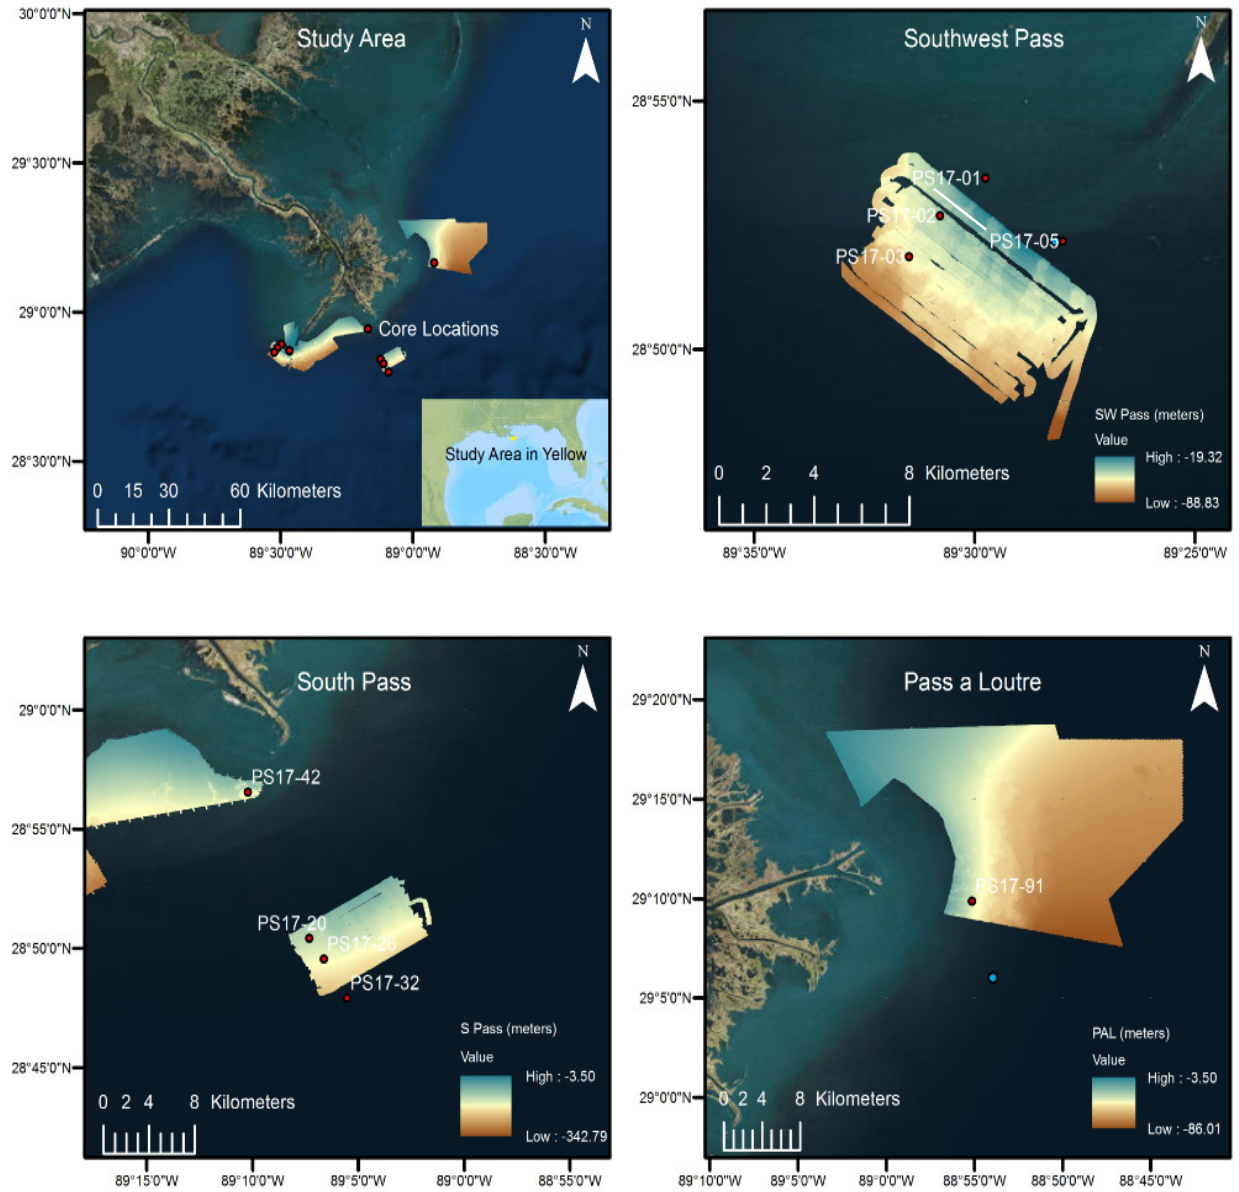 Study Area
N
30°0'0"N
29°30'0"N
29°0'0"N
28°30'0"N
Core Locations
Study Area in Yellow
0 15 30 60 Kilometers
90°0'0"W 89°30'0"W 89°0'0"W 88°30'0"W
Southwest Pass
N
28°55'0"N
28°50'0"N
PS17-01
PS17-02
PS17-05
PS17-03
SW Pass (meters)
Value
High : -19.32
Low : -88.83
0 2 4 8 Kilometers
89°35'0"W 89°30'0"W 89°25'0"W
South Pass
N
29°0'0"N
28°55'0"N
28°50'0"N
28°45'0"N
PS17-42
PS17-20
PS17-26
PS17-32
S Pass (meters)
Value
High : -3.50
Low : -342.79
0 2 4 8 Kilometers
89°15'0"W 89°10'0"W 89°5'0"W 89°0'0"W 88°55'0"W
Pass a Loutre
N
29°20'0"N
29°15'0"N
29°10'0"N
29°5'0"N
29°0'0"N
PS17-91
PAL (meters)
Value
High : -3.50
Low : -86.01
0 2 4 8 Kilometers
89°10'0"W 89°5'0"W 89°0'0"W 88°55'0"W 88°50'0"W 88°45'0"W